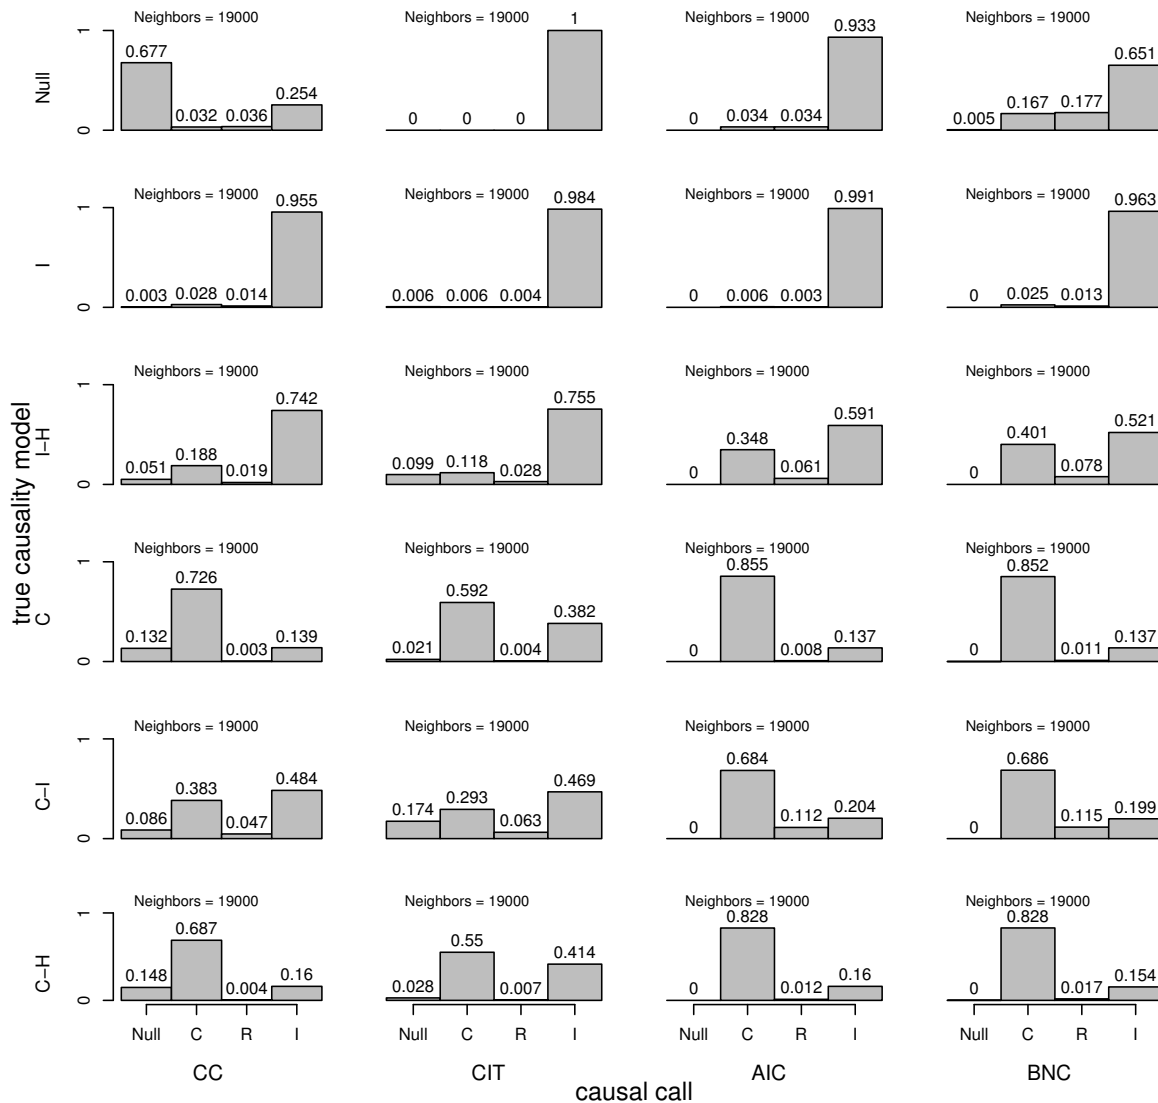 Neighbors = 19000 Neighbors = 19000 Neighbors = 19000 Neighbors = 19000
1
0
Null
0.677 0.032 0.036 0.254
0 0 0 1
0 0.034 0.034 0.933
0.005 0.167 0.177 0.651
Neighbors = 19000 Neighbors = 19000 Neighbors = 19000 Neighbors = 19000
1
0
I
0.003 0.028 0.014 0.955
0.006 0.006 0.004 0.984
0 0.006 0.003 0.991
0 0.025 0.013 0.963
Neighbors = 19000 Neighbors = 19000 Neighbors = 19000 Neighbors = 19000
1
0
I−H
0.051 0.188 0.019 0.742
0.099 0.118 0.028 0.755
0 0.348 0.061 0.591
0 0.401 0.078 0.521
true causality model
Neighbors = 19000 Neighbors = 19000 Neighbors = 19000 Neighbors = 19000
1
0
C
0.132 0.726 0.003 0.139
0.021 0.592 0.004 0.382
0 0.855 0.008 0.137
0 0.852 0.011 0.137
Neighbors = 19000 Neighbors = 19000 Neighbors = 19000 Neighbors = 19000
1
0
C−I
0.086 0.383 0.047 0.484
0.174 0.293 0.063 0.469
0 0.684 0.112 0.204
0 0.686 0.115 0.199
Neighbors = 19000 Neighbors = 19000 Neighbors = 19000 Neighbors = 19000
1
0
C−H
0.148 0.687 0.004 0.16
0.028 0.55 0.007 0.414
0 0.828 0.012 0.16
0 0.828 0.017 0.154
Null C R I Null C R I Null C R I Null C R I
CC CIT AIC BNC
causal call